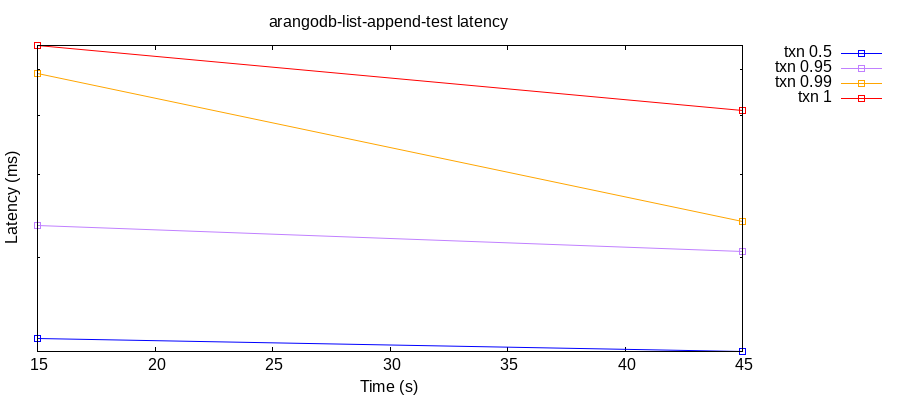 arangodb-list-append-test latency
txn 0.5
txn 0.95
txn 0.99
txn 1
Latency (ms)
15 20 25 30 35 40 45
Time (s)